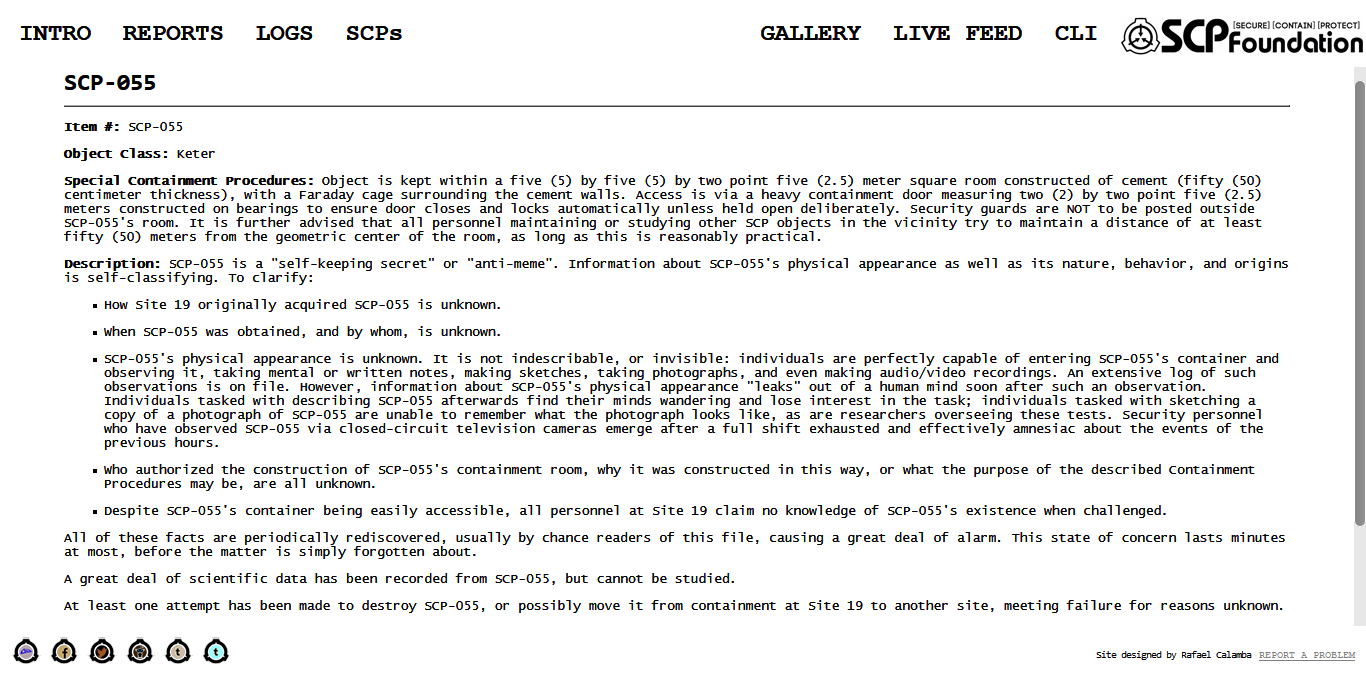 INTRO REPORTS LOGS SCPs GALLERY LIVE FEED CLI [SECURE] [CONTAIN] [PROTECT]
SCP Foundation
SCP-055
Item #: SCP-055
Object Class: Keter
Special Containment Procedures: Object is kept within a five (5) by five (5) by two point five (2.5) meter square room constructed of cement (fifty (50)
centimeter thickness), with a Faraday cage surrounding the cement walls. Access is via a heavy containment door measuring two (2) by two point five (2.5)
meters constructed on bearings to ensure door closes and locks automatically unless held open deliberately. Security guards are NOT to be posted outside
SCP-055's room. It is further advised that all personnel maintaining or studying other SCP objects in the vicinity try to maintain a distance of at least
fifty (50) meters from the geometric center of the room, as long as this is reasonably practical.
Description: SCP-055 is a "self-keeping secret" or "anti-meme". Information about SCP-055's physical appearance as well as its nature, behavior, and origins
is self-classifying. To clarify:
▪ How Site 19 originally acquired SCP-055 is unknown.
▪ When SCP-055 was obtained, and by whom, is unknown.
▪ SCP-055's physical appearance is unknown. It is not indescribable, or invisible: individuals are perfectly capable of entering SCP-055's container and
observing it, taking mental or written notes, making sketches, taking photographs, and even making audio/video recordings. An extensive log of such
observations is on file. However, information about SCP-055's physical appearance "leaks" out of a human mind soon after such an observation.
Individuals tasked with describing SCP-055 afterwards find their minds wandering and lose interest in the task; individuals tasked with sketching a
copy of a photograph of SCP-055 are unable to remember what the photograph looks like, as are researchers overseeing these tests. Security personnel
who have observed SCP-055 via closed-circuit television cameras emerge after a full shift exhausted and effectively amnesiac about the events of the
previous hours.
▪ Who authorized the construction of SCP-055's containment room, why it was constructed in this way, or what the purpose of the described Containment
Procedures may be, are all unknown.
▪ Despite SCP-055's container being easily accessible, all personnel at Site 19 claim no knowledge of SCP-055's existence when challenged.
All of these facts are periodically rediscovered, usually by chance readers of this file, causing a great deal of alarm. This state of concern lasts minutes
at most, before the matter is simply forgotten about.
A great deal of scientific data has been recorded from SCP-055, but cannot be studied.
At least one attempt has been made to destroy SCP-055, or possibly move it from containment at Site 19 to another site, meeting failure for reasons unknown.
Site designed by Rafael Calamba REPORT A PROBLEM